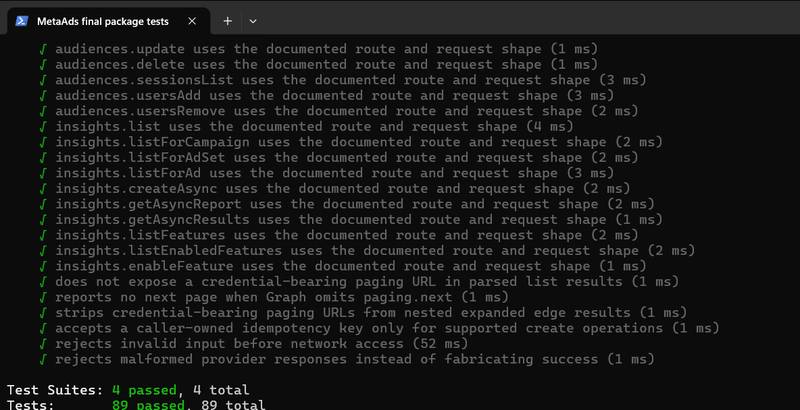 MetaAds final package tests
√ audiences.update uses the documented route and request shape (1 ms)
√ audiences.delete uses the documented route and request shape (1 ms)
√ audiences.sessionsList uses the documented route and request shape (3 ms)
√ audiences.usersAdd uses the documented route and request shape (3 ms)
√ audiences.usersRemove uses the documented route and request shape (2 ms)
√ insights.list uses the documented route and request shape (4 ms)
√ insights.listForCampaign uses the documented route and request shape (2 ms)
√ insights.listForAdSet uses the documented route and request shape (2 ms)
√ insights.listForAd uses the documented route and request shape (3 ms)
√ insights.createAsync uses the documented route and request shape (2 ms)
√ insights.getAsyncReport uses the documented route and request shape (2 ms)
√ insights.getAsyncResults uses the documented route and request shape (1 ms)
√ insights.listFeatures uses the documented route and request shape (2 ms)
√ insights.listEnabledFeatures uses the documented route and request shape (2 ms)
√ insights.enableFeature uses the documented route and request shape (1 ms)
√ does not expose a credential-bearing paging URL in parsed list results (1 ms)
√ reports no next page when Graph omits paging.next (1 ms)
√ strips credential-bearing paging URLs from nested expanded edge results (1 ms)
√ accepts a caller-owned idempotency key only for supported create operations (1 ms)
√ rejects invalid input before network access (52 ms)
√ rejects malformed provider responses instead of fabricating success (1 ms)
Test Suites: 4 passed, 4 total
Tests: 89 passed, 89 total